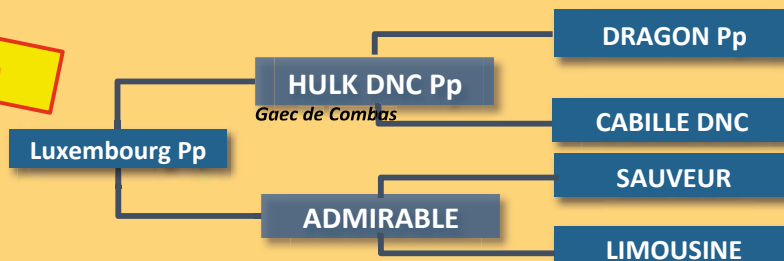 DRAGON Pp
HULK DNC Pp
Gaec de Combas
CABILLE DNC
Luxembourg Pp
SAUVEUR
ADMIRABLE
LIMOUSINE